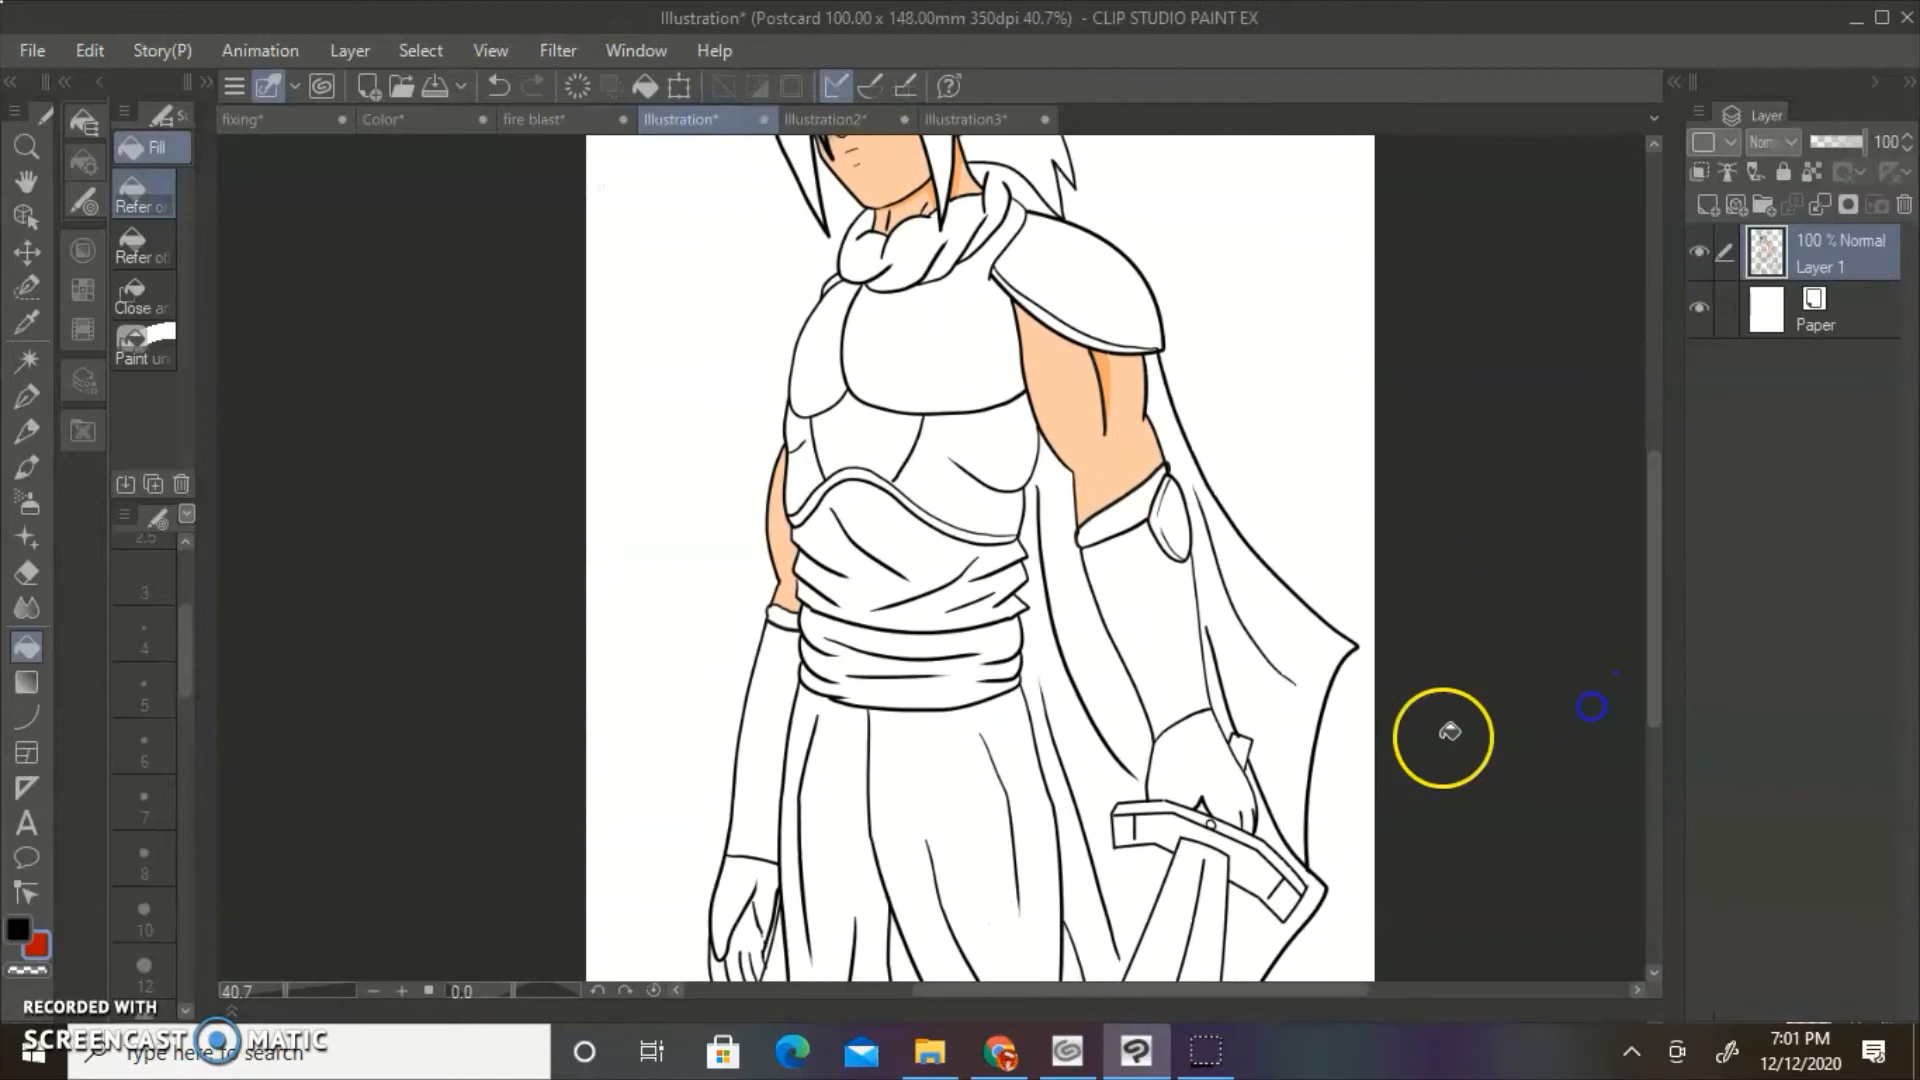 Illustration* (Postcard 100.00 x 148.00mm 350dpi 40.7%) - CLIP STUDIO PAINT EX
File Edit Story(P) Animation Layer Select View Filter Window Help
fixing* Color* fire blast* Illustration* Illustration2* Illustration3*
Layer
Fill
Norm 100
Refer o
Refer ot
Close ar
Paint un
100 % Normal
Layer 1
Paper
2.5
3
4
5
6
7
8
10
12
40.7 0.0
RECORDED WITH
SCREENCAST MATIC
Type here to search
7:01 PM
12/12/2020